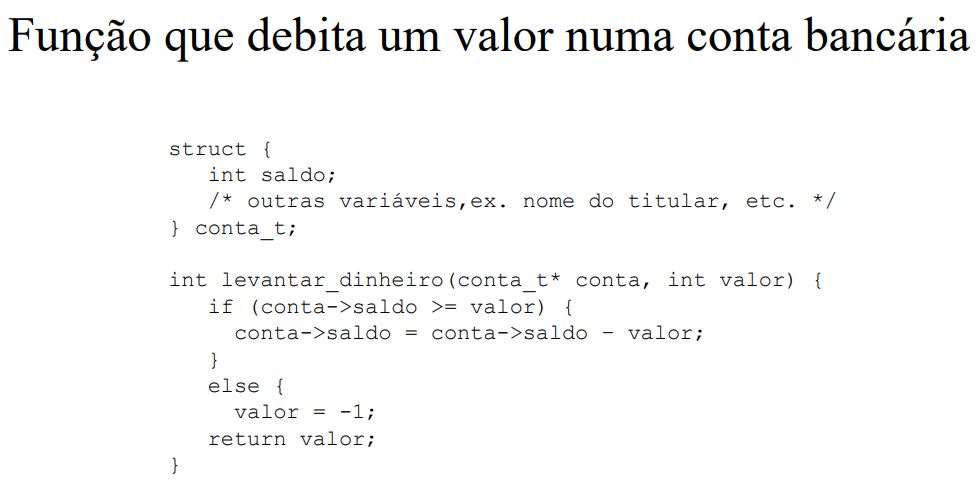 Função que debita um valor numa conta bancária
struct {
   int saldo;
   /* outras variáveis,ex. nome do titular, etc. */
} conta_t;
int levantar_dinheiro(conta_t* conta, int valor) {
   if (conta->saldo >= valor) {
     conta->saldo = conta->saldo – valor;
   }
   else {
     valor = -1;
   return valor;
}